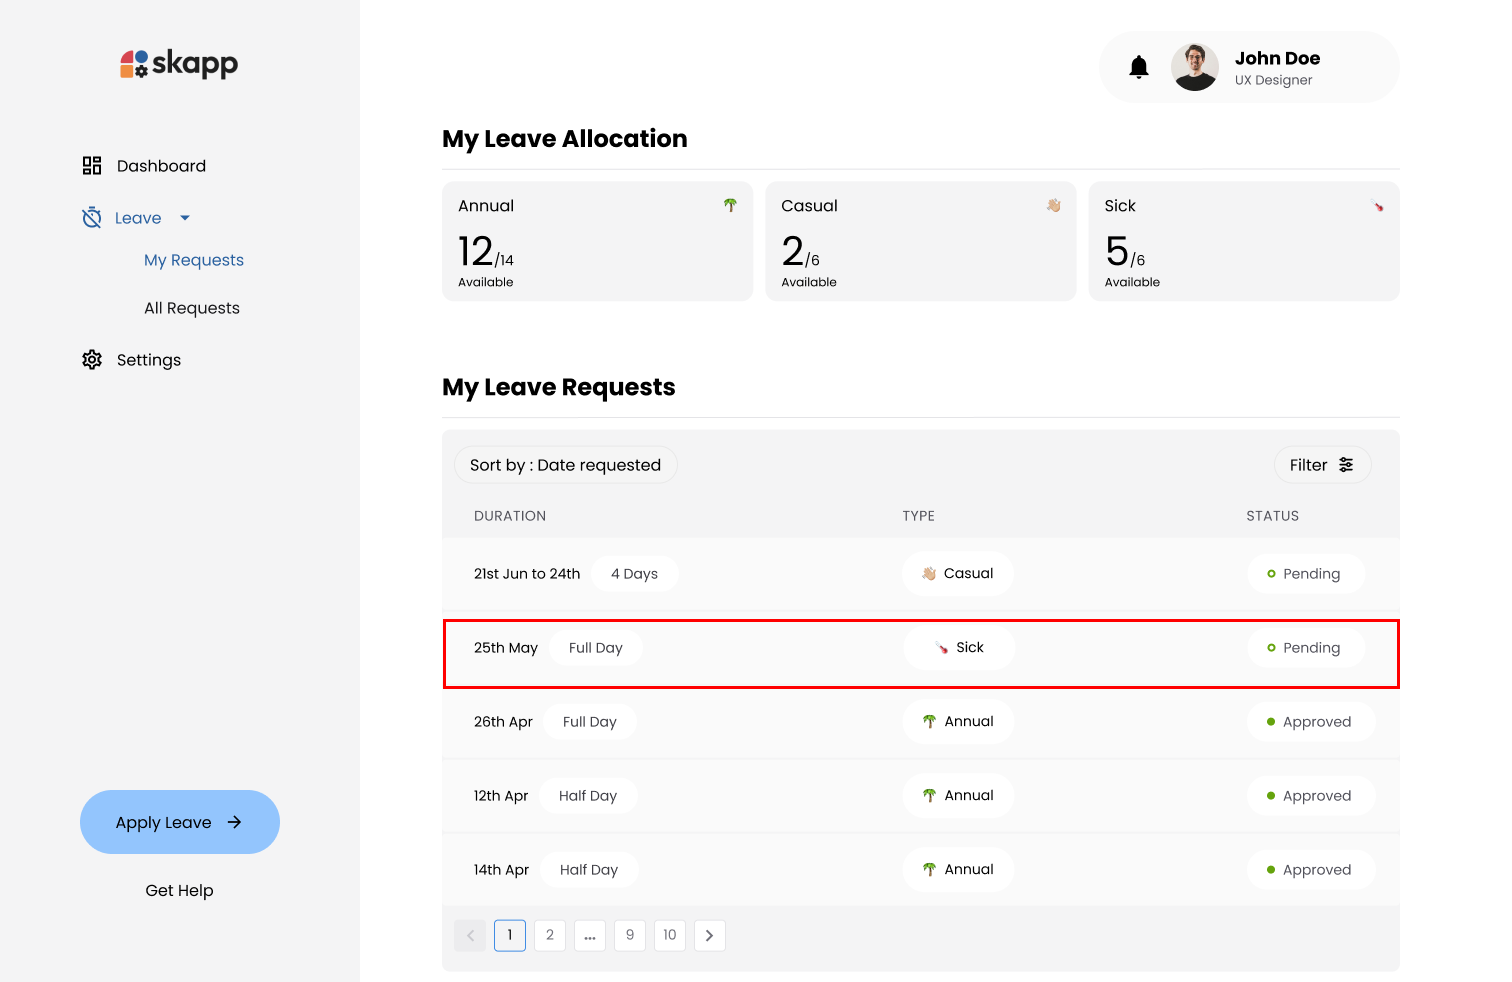 skapp
John Doe
UX Designer
Dashboard
Leave
My Requests
All Requests
Settings
Apply Leave
Get Help
My Leave Allocation
Annual
12/14
Available
Casual
2/6
Available
Sick
5/6
Available
My Leave Requests
Sort by : Date requested
Filter
DURATION TYPE STATUS
21st Jun to 24th 4 Days Casual Pending
25th May Full Day Sick Pending
26th Apr Full Day Annual Approved
12th Apr Half Day Annual Approved
14th Apr Half Day Annual Approved
1 2 ... 9 10